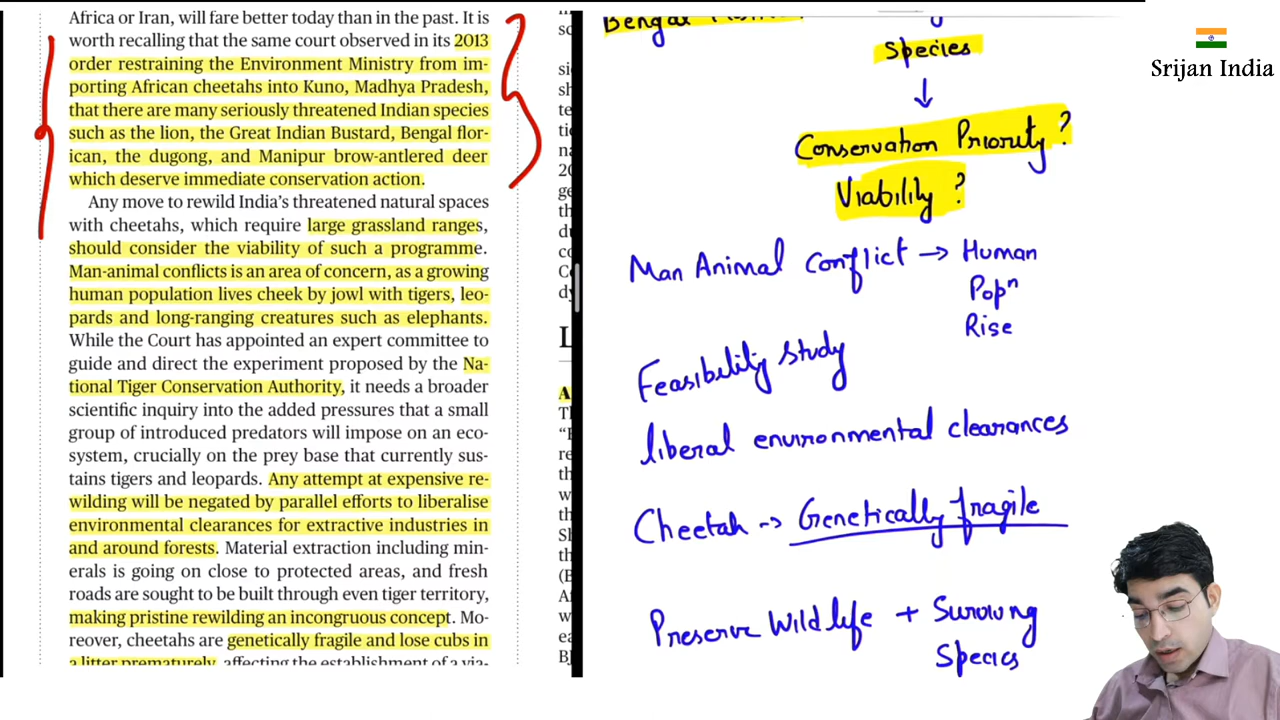 Africa or Iran, will fare better today than in the past. It is
worth recalling that the same court observed in its 2013
order restraining the Environment Ministry from im-
porting African cheetahs into Kuno, Madhya Pradesh,
that there are many seriously threatened Indian species
such as the lion, the Great Indian Bustard, Bengal flor-
ican, the dugong, and Manipur brow-antlered deer
which deserve immediate conservation action.
Any move to rewild India's threatened natural spaces
with cheetahs, which require large grassland ranges,
should consider the viability of such a programme.
Man-animal conflicts is an area of concern, as a growing
human population lives cheek by jowl with tigers, leo-
pards and long-ranging creatures such as elephants.
While the Court has appointed an expert committee to
guide and direct the experiment proposed by the Na-
tional Tiger Conservation Authority, it needs a broader
scientific inquiry into the added pressures that a small
group of introduced predators will impose on an eco-
system, crucially on the prey base that currently sus-
tains tigers and leopards. Any attempt at expensive re-
wilding will be negated by parallel efforts to liberalise
environmental clearances for extractive industries in
and around forests. Material extraction including min-
erals is going on close to protected areas, and fresh
roads are sought to be built through even tiger territory,
making pristine rewilding an incongruous concept. Mo-
reover, cheetahs are genetically fragile and lose cubs in
a litter prematurely, affecting the establishment of a via-
Bengal
Species
Conservation Priority?
Viability?
Man Animal Conflict → Human
Popⁿ
Rise
Feasibility study
liberal environmental clearances
Cheetah → Genetically fragile
Preserve Wildlife + Surviving
Species
Srijan India